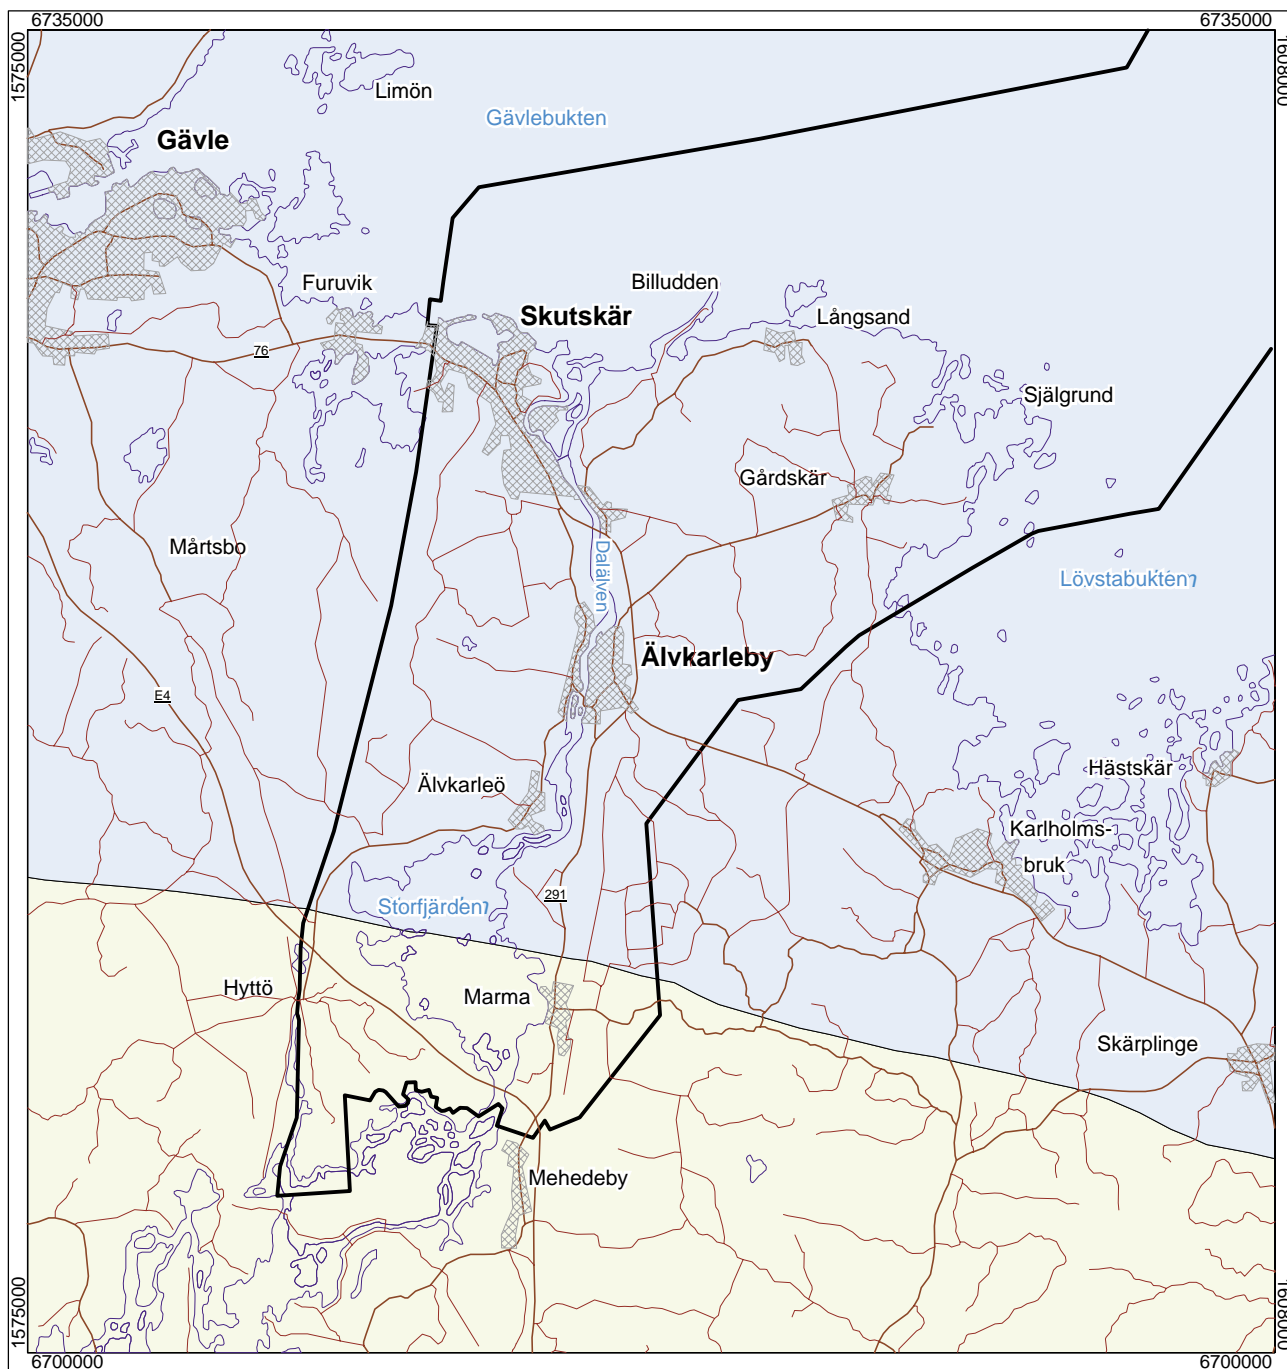 6735000
6735000
1575000
1608000
Limön
Gävlebukten
Gävle
Furuvik
Billudden
Skutskär
Långsand
76
Själgrund
Gårdskär
Mårtsbo
Dalälven
Lövstabukten
Älvkarleby
E4
Hästskär
Älvkarleö
Karlholms-
bruk
291
Storfjärden
Hyttö
Marma
Skärplinge
Mehedeby
1575000
1608000
6700000
6700000